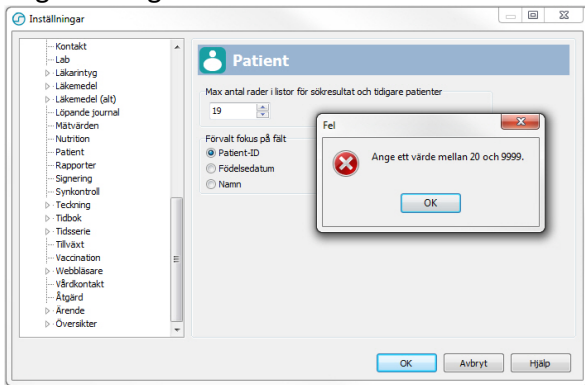 Inställningar
Kontakt
Lab
Läkarintyg
Läkemedel
Läkemedel (alt)
Löpande journal
Mätvärden
Nutrition
Patient
Rapporter
Signering
Synkontroll
Teckning
Tidbok
Tidsserie
Tillväxt
Vaccination
Webbläsare
Vårdkontakt
Åtgärd
Ärende
Översikter
Patient
Max antal rader i listor för sökresultat och tidigare patienter
19
Förvalt fokus på fält
Patient-ID
Födelsedatum
Namn
Fel
Ange ett värde mellan 20 och 9999.
OK
OK
Avbryt
Hjälp